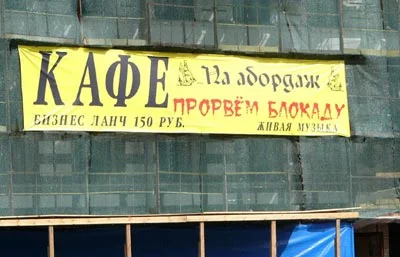 КАФЕ На абордаж
ПРОРВЁМ БЛОКАДУ
БИЗНЕС ЛАНЧ 150 РУБ. ЖИВАЯ МУЗЫКА